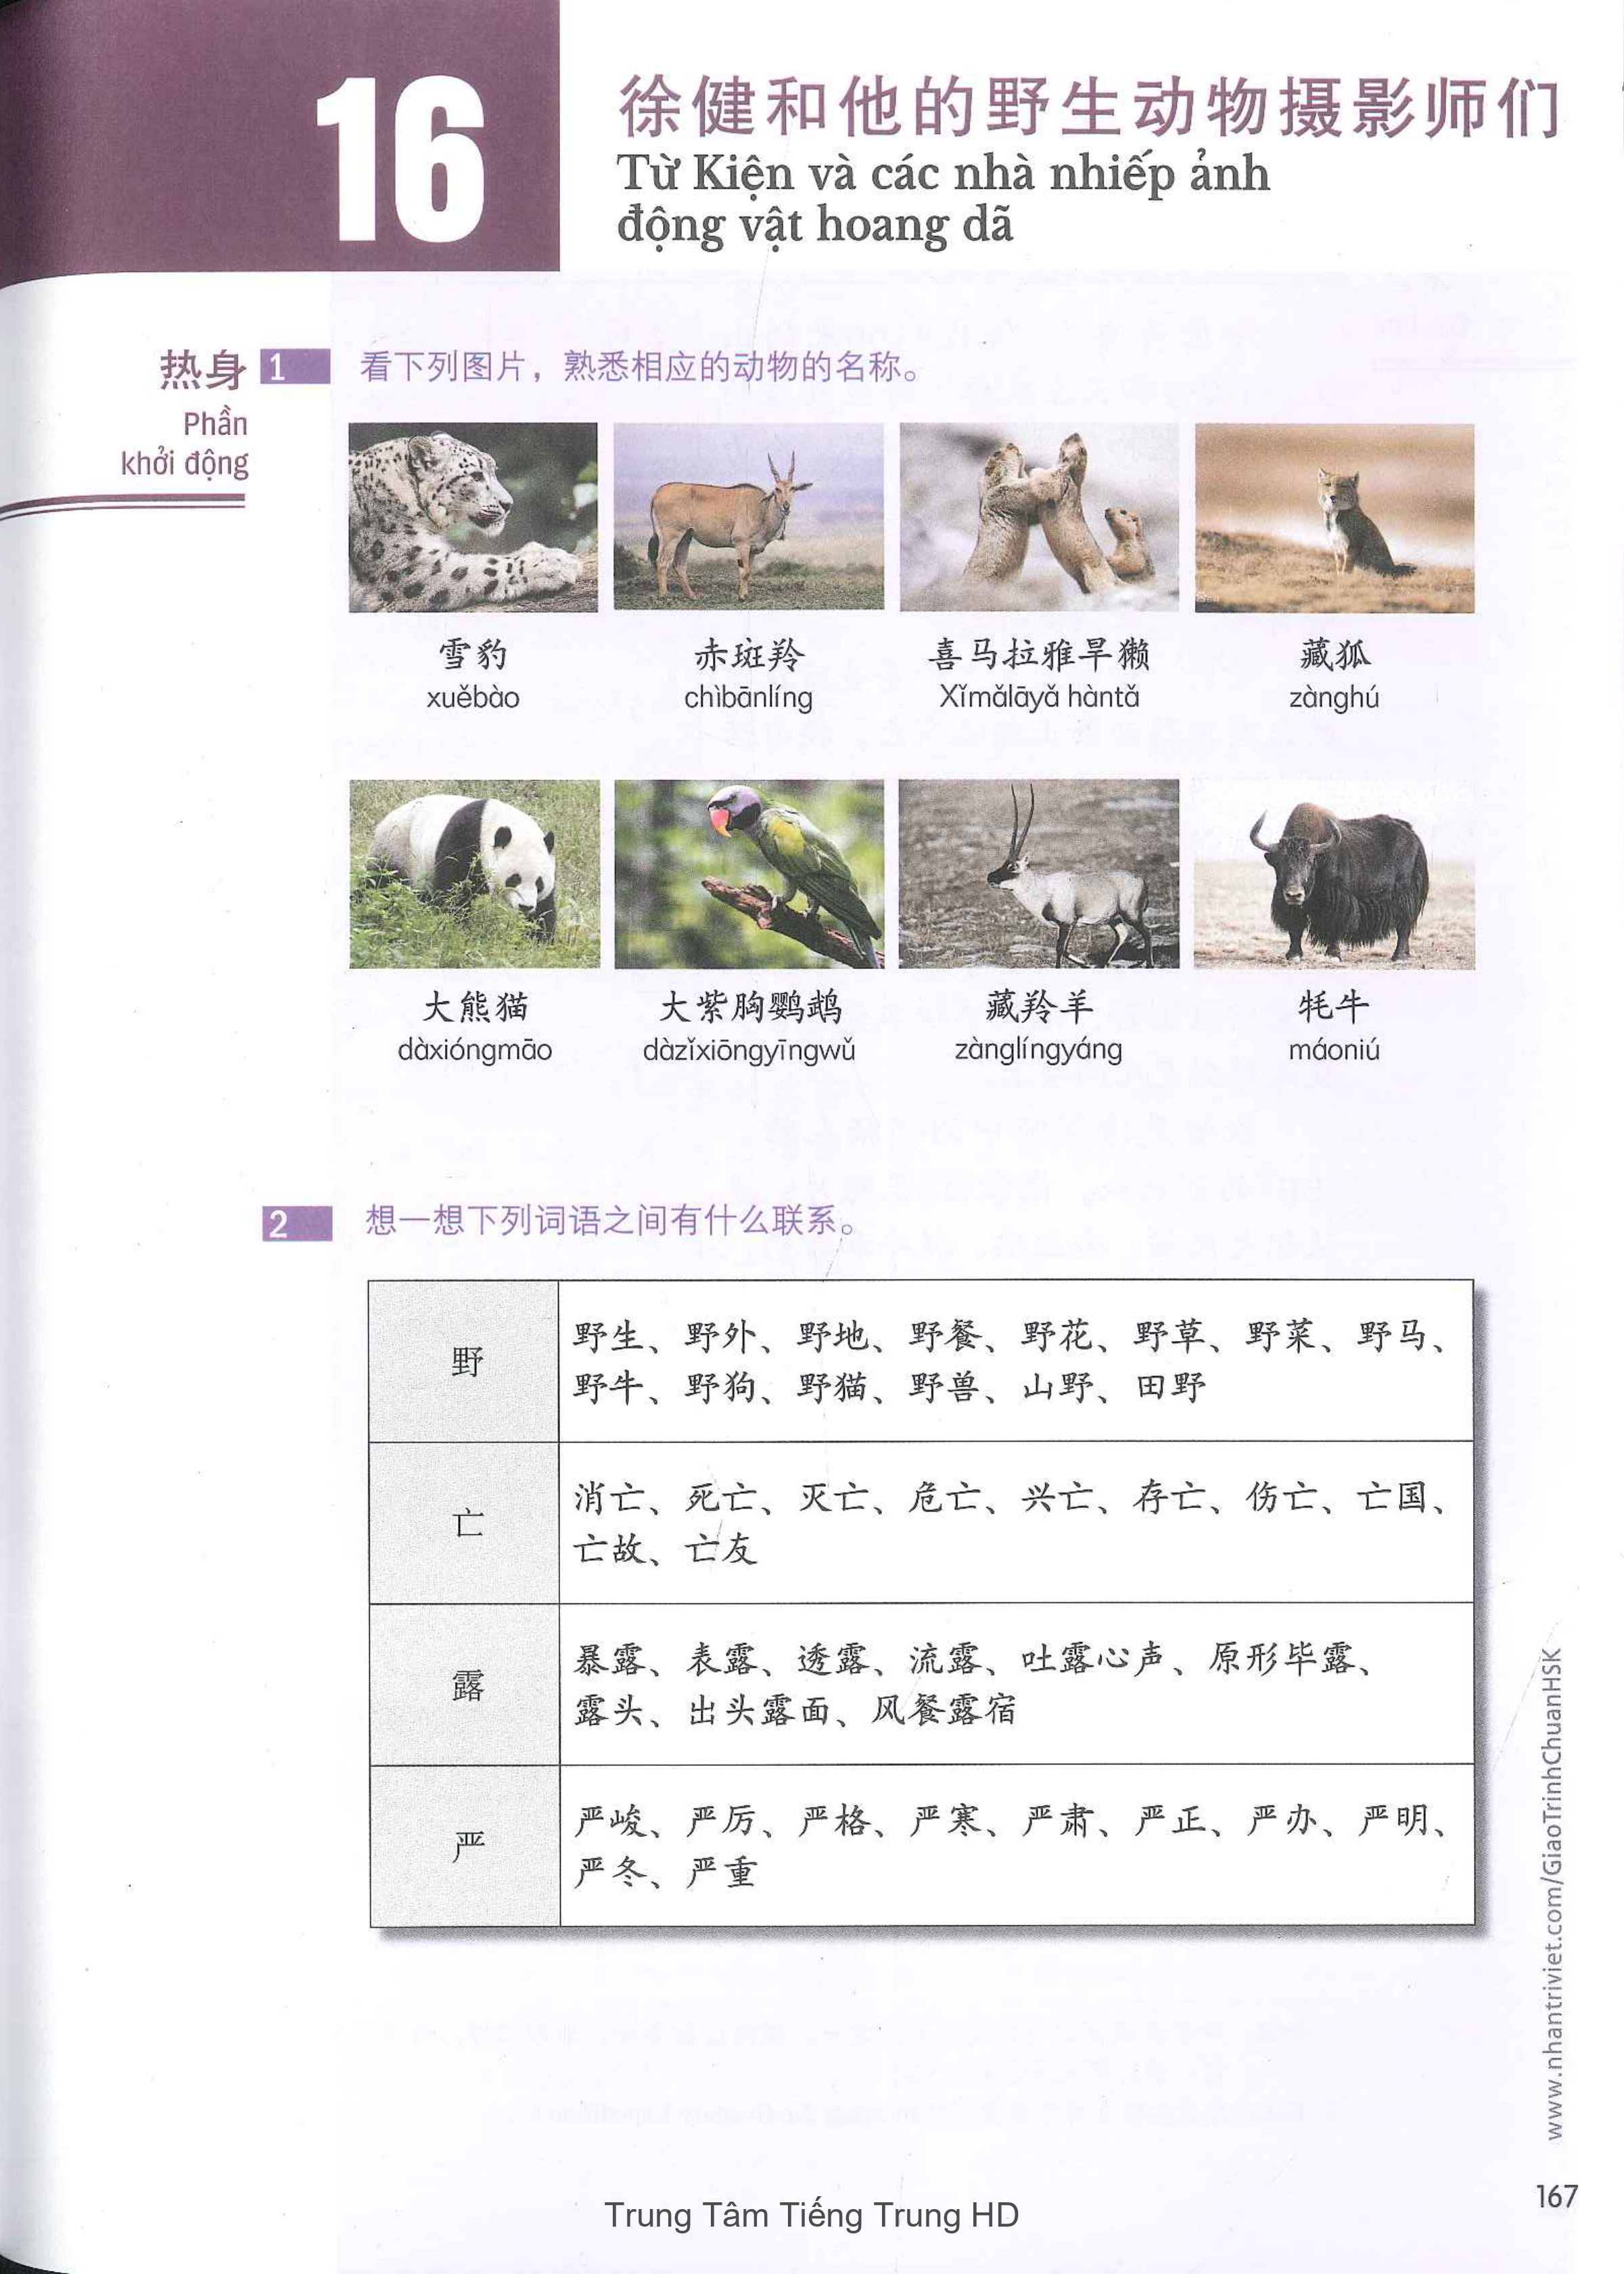 16
徐健和他的野生动物摄影师们
Từ Kiện và các nhà nhiếp ảnh
động vật hoang dã
热身
Phần
khởi động
1 看下列图片，熟悉相应的动物的名称。
雪豹 赤斑羚 喜马拉雅旱獭 藏狐
xuěbào chìbānlíng Xǐmǎlāyǎ hàntǎ zànghú
大熊猫 大紫胸鹦鹉 藏羚羊 牦牛
dàxióngmāo dàzǐxiōngyīngwǔ zànglíngyáng máoniú
2 想一想下列词语之间有什么联系。
野
野生、野外、野地、野餐、野花、野草、野菜、野马、
野牛、野狗、野猫、野兽、山野、田野
亡
消亡、死亡、灭亡、危亡、兴亡、存亡、伤亡、亡国、
亡故、亡友
露
暴露、表露、透露、流露、吐露心声、原形毕露、
露头、出头露面、风餐露宿
严
严峻、严厉、严格、严寒、严肃、严正、严办、严明、
严冬、严重
www.nhantriviet.com/GiaoTrinhChuanHSK
167
Trung Tâm Tiếng Trung HD